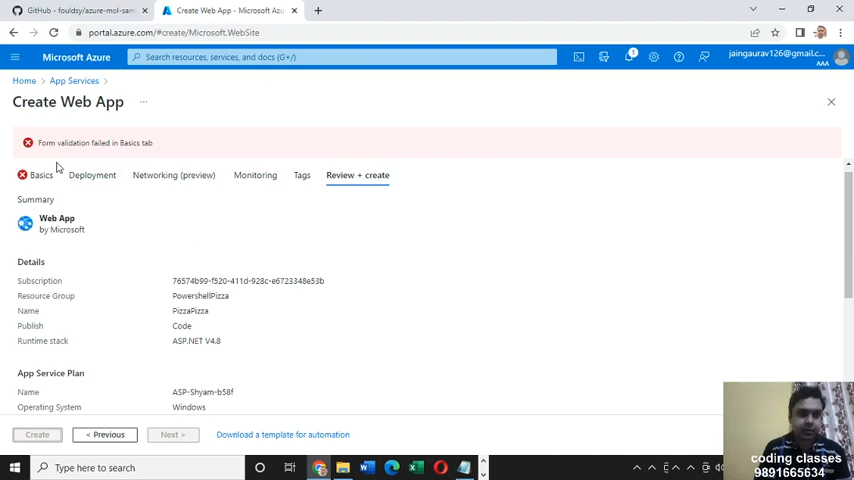 GitHub - fouldsy/azure-mol-sam
Create Web App - Microsoft Azure
portal.azure.com/#create/Microsoft.WebSite
Microsoft Azure
Search resources, services, and docs (G+/)
5
jaingaurav126@gmail.c...
AAA
Home > App Services >
Create Web App ...
Form validation failed in Basics tab
Basics Deployment Networking (preview) Monitoring Tags Review + create
Summary
Web App
by Microsoft
Details
Subscription 76574b99-f520-411d-928c-e6723348e53b
Resource Group PowershellPizza
Name PizzaPizza
Publish Code
Runtime stack ASP.NET V4.8
App Service Plan
Name ASP-Shyam-b58f
Operating System Windows
Create < Previous Next > Download a template for automation
Type here to search
coding classes
9891665634